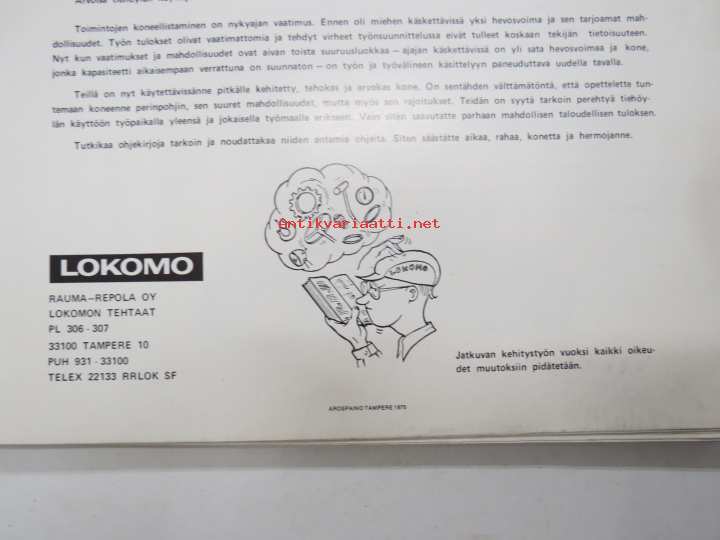 Toimintojen koneellistaminen on nykyajan vaatimus. Ennen oli miehen käskettävissä yksi hevosvoima ja sen tarjoamat mah-
dollisuudet. Työn tulokset olivat vaatimattomia ja tehdyt virheet työnsuunnittelussa eivät tulleet koskaan tekijän tietoisuuteen.
Nyt kun vaatimukset ja mahdollisuudet ovat aivan toista suuruusluokkaa – ajajan käskettävissä on yli sata hevosvoimaa ja kone,
jonka kapasiteetti aikaisempaan verrattuna on suunnaton – on työn ja työvälineen käsittelyyn paneuduttava uudella tavalla.
Teillä on nyt käytettävissänne pitkälle kehitetty, tehokas ja arvokas kone. On sentähden välttämätöntä, että opettelette tun-
temaan koneenne perinpohjin, sen suuret mahdollisuudet, mutta myös sen rajoitukset. Teidän on syytä tarkoin perehtyä tiehöy-
län käyttöön työpaikalla yleensä ja jokaisella työmaalla erikseen. Vain siten saavutatte parhaan mahdollisen taloudellisen tuloksen.
Tutkikaa ohjekirjoja tarkoin ja noudattakaa niiden antamia ohjeita. Siten säästätte aikaa, rahaa, konetta ja hermojanne.
Antikvariaatti.net
LOKOMO
LOKOMO
RAUMA–REPOLA OY
LOKOMON TEHTAAT
PL 306 - 307
33100 TAMPERE 10
PUH 931 - 33100
TELEX 22133 RRLOK SF
Jatkuvan kehitystyön vuoksi kaikki oikeu-
det muutoksiin pidätetään.
AROSPAINO TAMPERE 1975